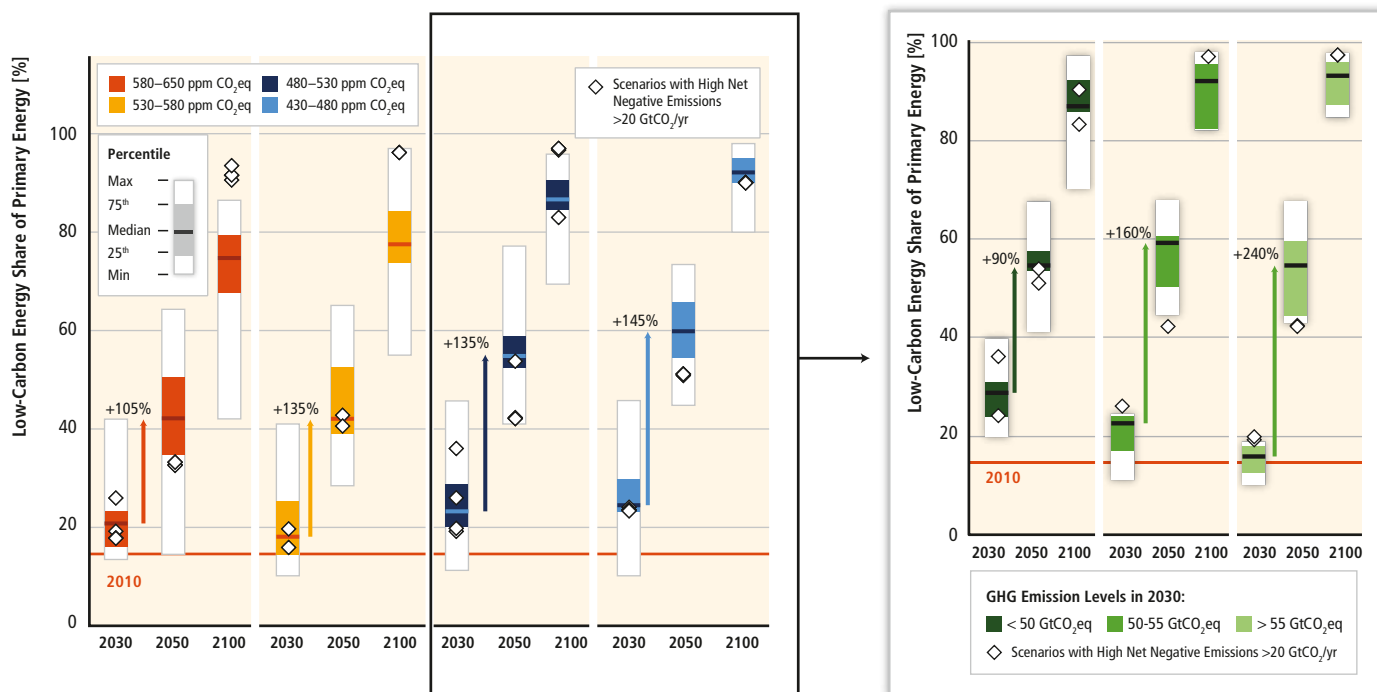 Low-Carbon Energy Share of Primary Energy [%]
100
80
60
40
20
0
580–650 ppm CO₂eq
530–580 ppm CO₂eq
480–530 ppm CO₂eq
430–480 ppm CO₂eq
Scenarios with High Net
Negative Emissions
>20 GtCO₂/yr
Percentile
Max
75th
Median
25th
Min
+105%
+135%
+135%
+145%
2010
2030 2050 2100
2030 2050 2100
2030 2050 2100
2030 2050 2100
Low-Carbon Energy Share of Primary Energy [%]
100
80
60
40
20
0
+90%
+160%
+240%
2010
2030 2050 2100
2030 2050 2100
2030 2050 2100
GHG Emission Levels in 2030:
< 50 GtCO₂eq
50-55 GtCO₂eq
> 55 GtCO₂eq
Scenarios with High Net Negative Emissions >20 GtCO₂/yr